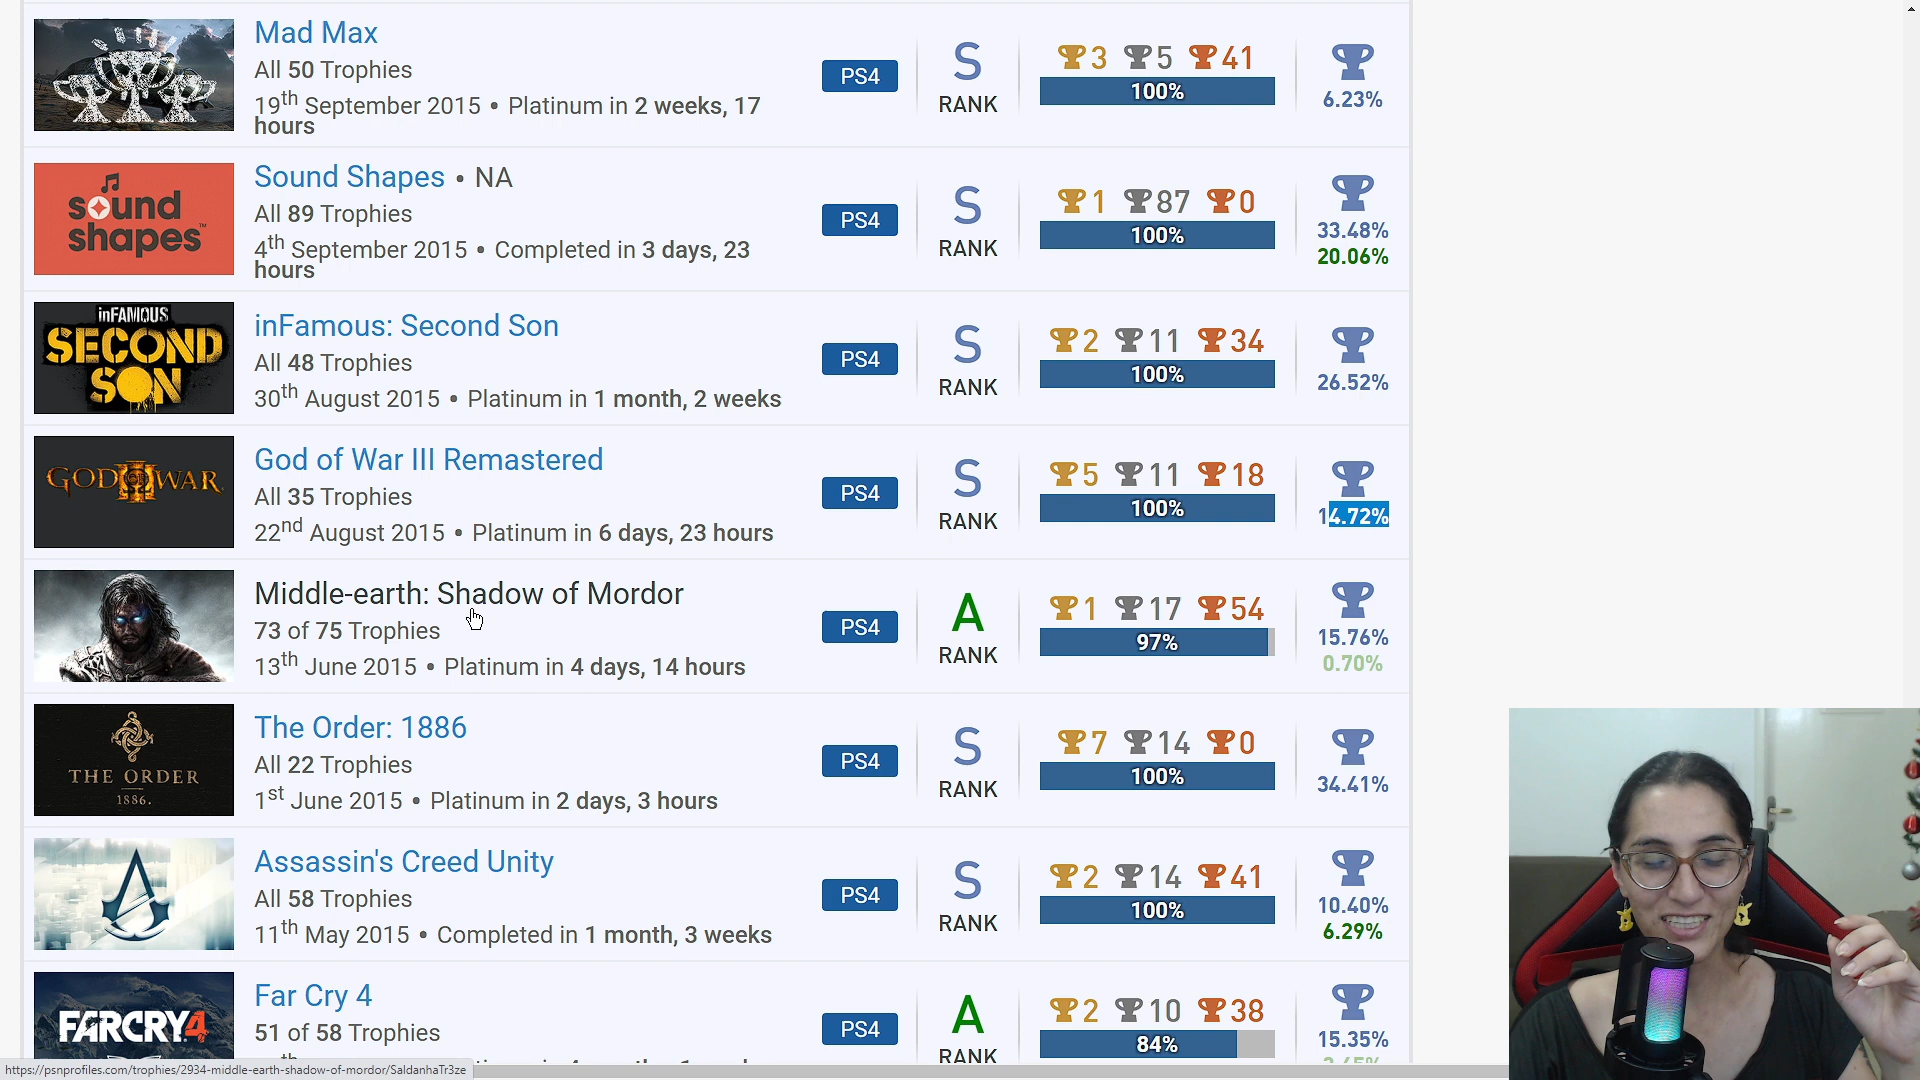 Mad Max
All 50 Trophies
19th September 2015 • Platinum in 2 weeks, 17
hours
PS4
S
RANK
3 5 41
100%
6.23%
sound
shapes™
Sound Shapes • NA
All 89 Trophies
4th September 2015 • Completed in 3 days, 23
hours
PS4
S
RANK
1 87 0
100%
33.48%
20.06%
inFAMOUS
SECOND
SON
inFamous: Second Son
All 48 Trophies
30th August 2015 • Platinum in 1 month, 2 weeks
PS4
S
RANK
2 11 34
100%
26.52%
GOD III WAR
God of War III Remastered
All 35 Trophies
22nd August 2015 • Platinum in 6 days, 23 hours
PS4
S
RANK
5 11 18
100%
14.72%
Middle-earth: Shadow of Mordor
73 of 75 Trophies
13th June 2015 • Platinum in 4 days, 14 hours
PS4
A
RANK
1 17 54
97%
15.76%
0.70%
THE ORDER
1886.
The Order: 1886
All 22 Trophies
1st June 2015 • Platinum in 2 days, 3 hours
PS4
S
RANK
7 14 0
100%
34.41%
Assassin's Creed Unity
All 58 Trophies
11th May 2015 • Completed in 1 month, 3 weeks
PS4
S
RANK
2 14 41
100%
10.40%
6.29%
FARCRY4
Far Cry 4
51 of 58 Trophies
PS4
A
RANK
2 10 38
84%
15.35%
https://psnprofiles.com/trophies/2934-middle-earth-shadow-of-mordor/SaldanhaTr3ze